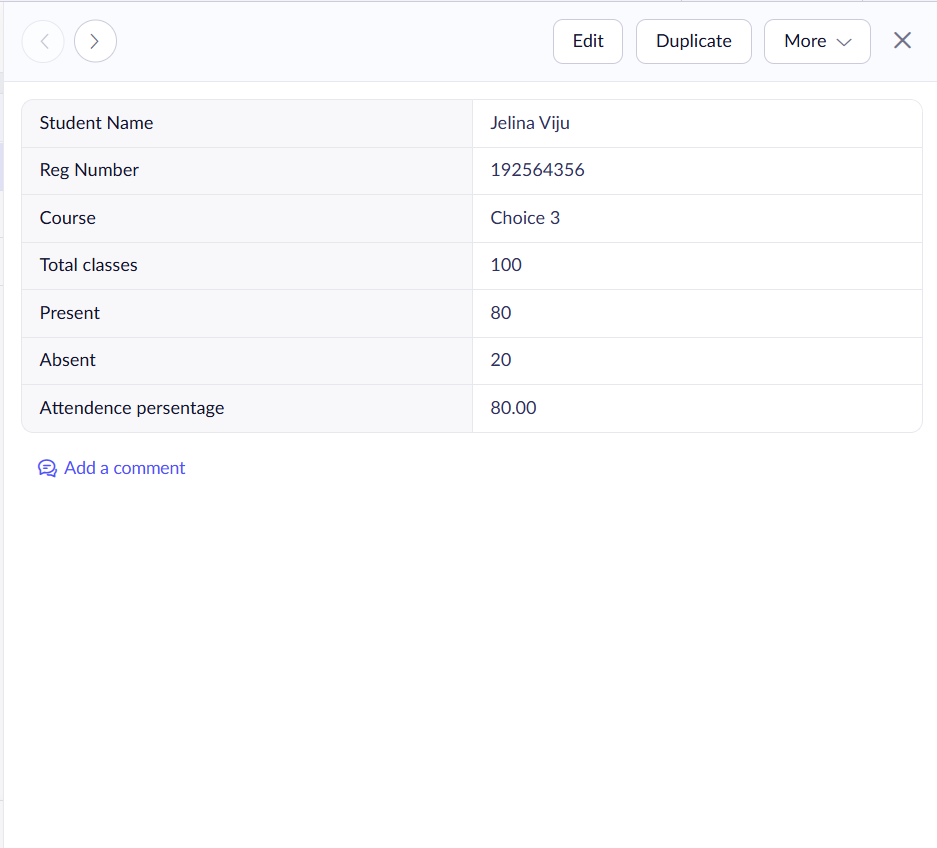 Edit Duplicate More
Student Name Jelina Viju
Reg Number 192564356
Course Choice 3
Total classes 100
Present 80
Absent 20
Attendence persentage 80.00
Add a comment